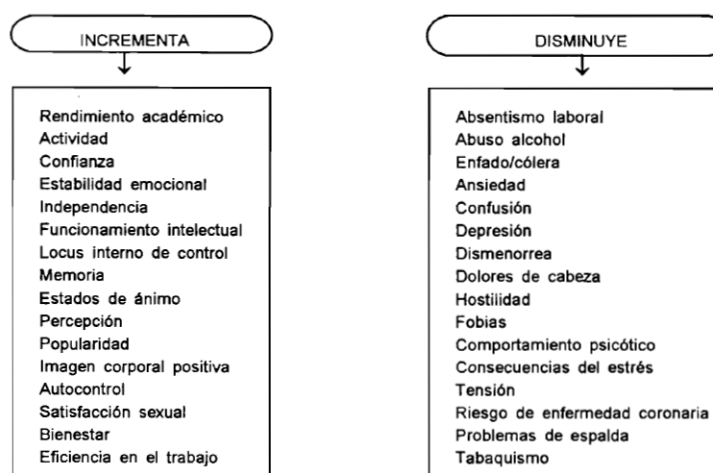 INCREMENTA
Rendimiento académico
Actividad
Confianza
Estabilidad emocional
Independencia
Funcionamiento intelectual
Locus interno de control
Memoria
Estados de ánimo
Percepción
Popularidad
Imagen corporal positiva
Autocontrol
Satisfacción sexual
Bienestar
Eficiencia en el trabajo
DISMINUYE
Absentismo laboral
Abuso alcohol
Enfado/cólera
Ansiedad
Confusión
Depresión
Dismenorrea
Dolores de cabeza
Hostilidad
Fobias
Comportamiento psicótico
Consecuencias del estrés
Tensión
Riesgo de enfermedad coronaria
Problemas de espalda
Tabaquismo